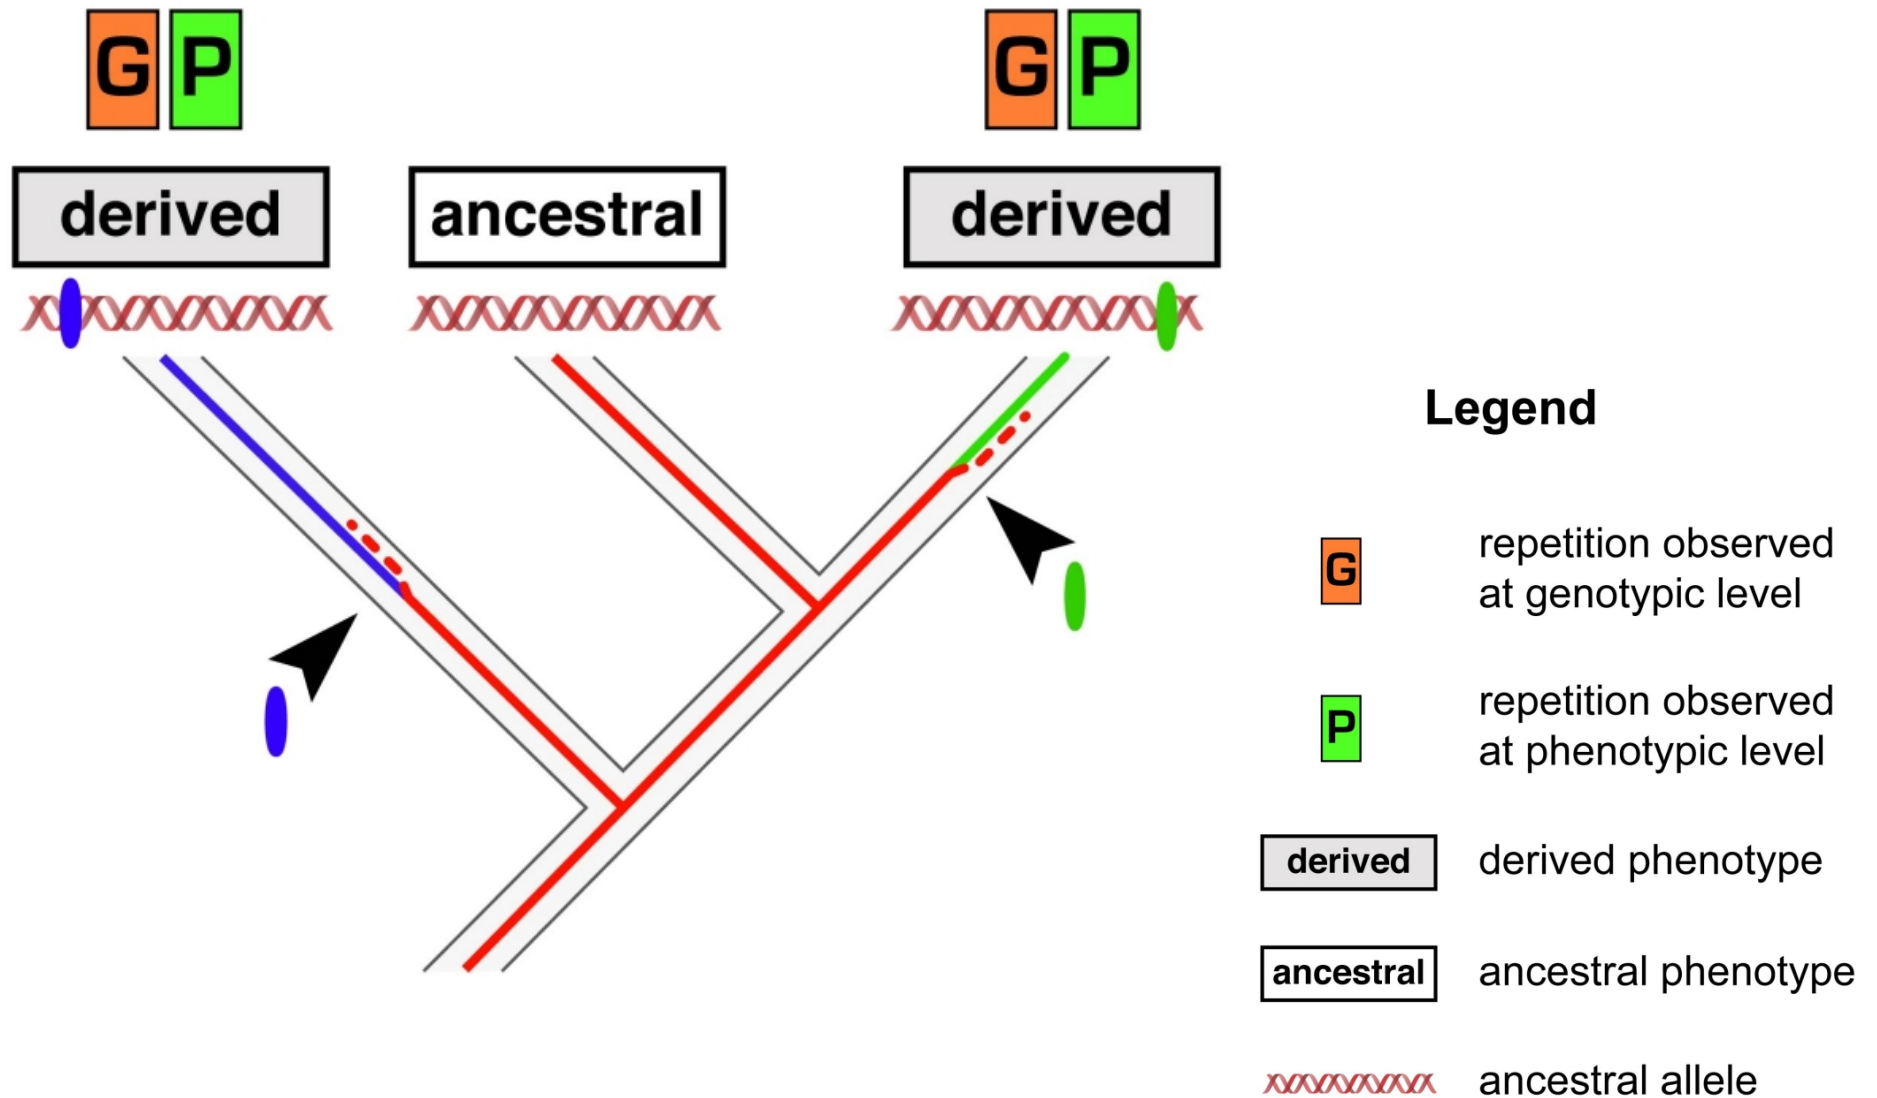 G P
G P
derived
ancestral
derived
Legend
G
repetition observed
at genotypic level
P
repetition observed
at phenotypic level
derived
derived phenotype
ancestral
ancestral phenotype
ancestral allele